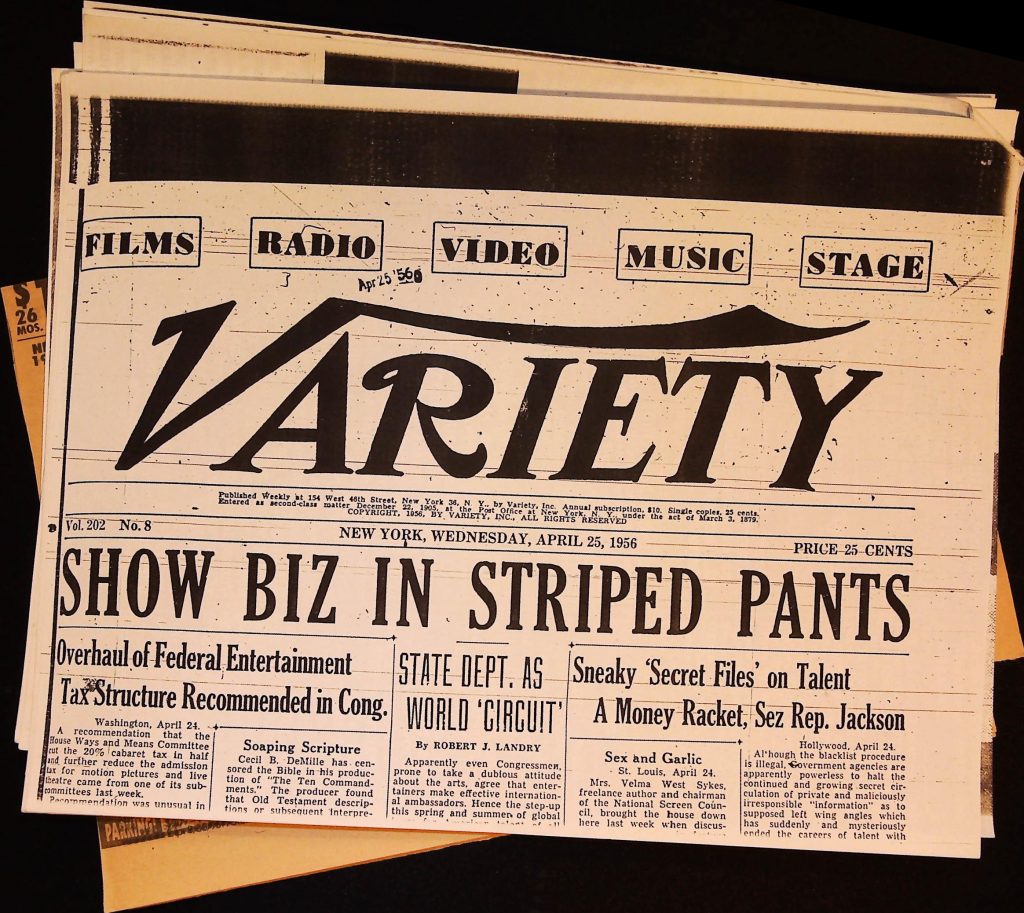 FILMS
RADIO
VIDEO
MUSIC
STAGE
Apr 25 '56
VARIETY
Published Weekly at 154 West 46th Street, New York 36, N. Y., by Variety, Inc. Annual subscription, $10. Single copies, 25 cents.
Entered as second-class matter December 22, 1905, at the Post Office at New York, N. Y., under the act of March 3, 1879.
COPYRIGHT, 1956, BY VARIETY, INC., ALL RIGHTS RESERVED
Vol. 202 No. 8
NEW YORK, WEDNESDAY, APRIL 25, 1956
PRICE 25 CENTS
SHOW BIZ IN STRIPED PANTS
Overhaul of Federal Entertainment
Tax Structure Recommended in Cong.
Washington, April 24.
A recommendation that the
House Ways and Means Committee
cut the 20% cabaret tax in half
and further reduce the admission
tax for motion pictures and live
theatre came from one of its sub-
committees last week.
Recommendation was unusual in
Soaping Scripture
Cecil B. DeMille has cen-
sored the Bible in his produc-
tion of "The Ten Command-
ments." The producer found
that Old Testament descrip-
tions or subsequent interpre-
STATE DEPT. AS
WORLD 'CIRCUIT'
By ROBERT J. LANDRY
Apparently even Congressmen,
prone to take a dubious attitude
about the arts, agree that enter-
tainers make effective internation-
al ambassadors. Hence the step-up
this spring and summer of global
Sneaky 'Secret Files' on Talent
A Money Racket, Sez Rep. Jackson
Sex and Garlic
St. Louis, April 24.
Mrs. Velma West Sykes,
freelance author and chairman
of the National Screen Coun-
cil, brought the house down
here last week when discus-
Hollywood, April 24.
Although the blacklist procedure
is illegal, Government agencies are
apparently powerless to halt the
continued and growing secret cir-
culation of private and maliciously
irresponsible "information" as to
supposed left wing angles which
has suddenly and mysteriously
ended the careers of talent with
26
MOS.
PARKING!